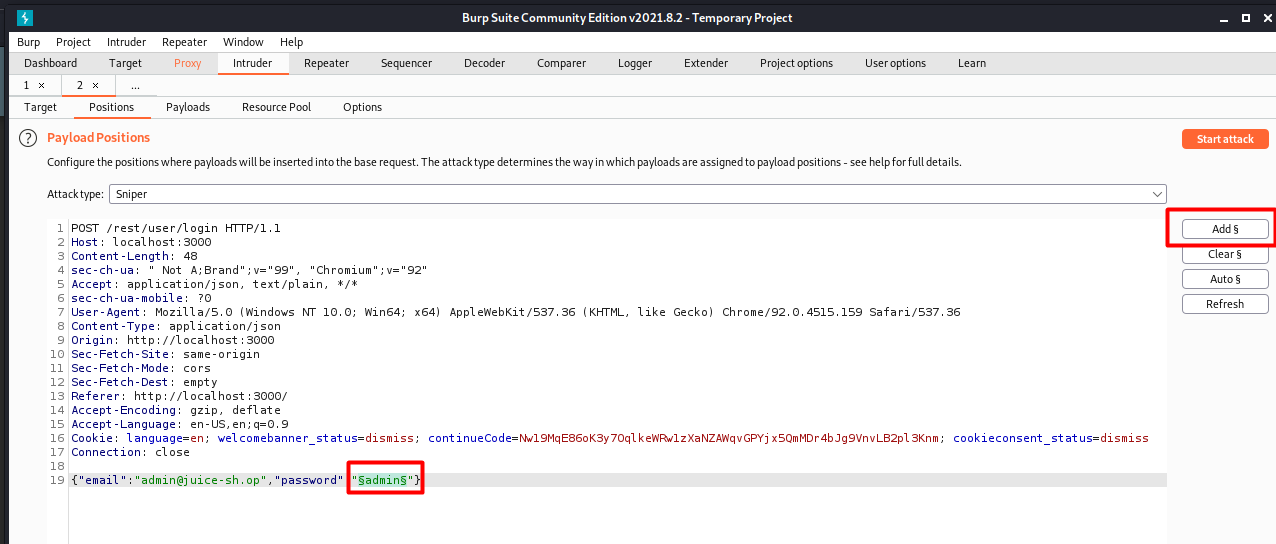 Burp Suite Community Edition v2021.8.2 - Temporary Project
Burp Project Intruder Repeater Window Help
Dashboard Target Proxy Intruder Repeater Sequencer Decoder Comparer Logger Extender Project options User options Learn
1 × 2 × ...
Target Positions Payloads Resource Pool Options
? Payload Positions
Start attack
Configure the positions where payloads will be inserted into the base request. The attack type determines the way in which payloads are assigned to payload positions - see help for full details.
Attack type: Sniper
Add §
Clear §
Auto §
Refresh
1 POST /rest/user/login HTTP/1.1
2 Host: localhost:3000
3 Content-Length: 48
4 sec-ch-ua: " Not A;Brand";v="99", "Chromium";v="92"
5 Accept: application/json, text/plain, */*
6 sec-ch-ua-mobile: ?0
7 User-Agent: Mozilla/5.0 (Windows NT 10.0; Win64; x64) AppleWebKit/537.36 (KHTML, like Gecko) Chrome/92.0.4515.159 Safari/537.36
8 Content-Type: application/json
9 Origin: http://localhost:3000
10 Sec-Fetch-Site: same-origin
11 Sec-Fetch-Mode: cors
12 Sec-Fetch-Dest: empty
13 Referer: http://localhost:3000/
14 Accept-Encoding: gzip, deflate
15 Accept-Language: en-US,en;q=0.9
16 Cookie: language=en; welcomebanner_status=dismiss; continueCode=Nw19MqE86oK3y7OqlkeWRw1zXaNZAWqvGPYjx5QmMDr4bJg9VnvLB2pl3Knm; cookieconsent_status=dismiss
17 Connection: close
18
19 {"email":"admin@juice-sh.op","password" "§admin§"}